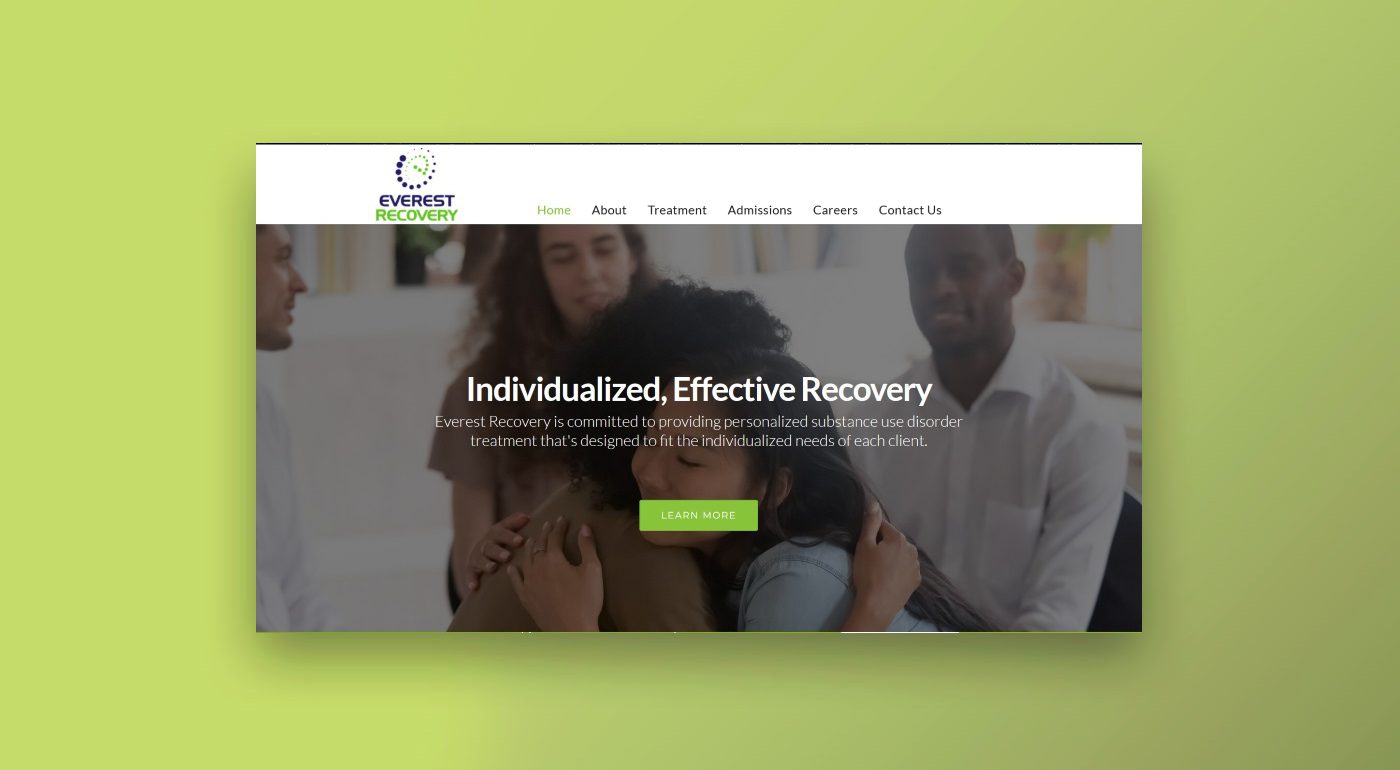 EVEREST
RECOVERY
Home About Treatment Admissions Careers Contact Us
Individualized, Effective Recovery
Everest Recovery is committed to providing personalized substance use disorder
treatment that's designed to fit the individualized needs of each client.
LEARN MORE